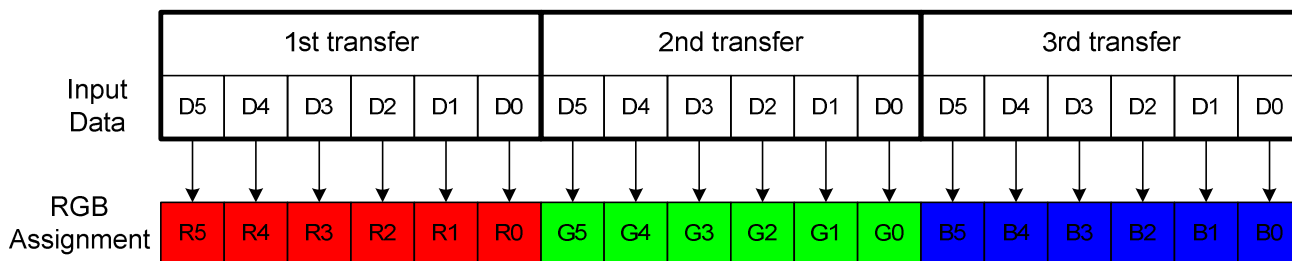 1st transfer 2nd transfer 3rd transfer
Input
Data
D5 D4 D3 D2 D1 D0 D5 D4 D3 D2 D1 D0 D5 D4 D3 D2 D1 D0
RGB
Assignment
R5 R4 R3 R2 R1 R0 G5 G4 G3 G2 G1 G0 B5 B4 B3 B2 B1 B0